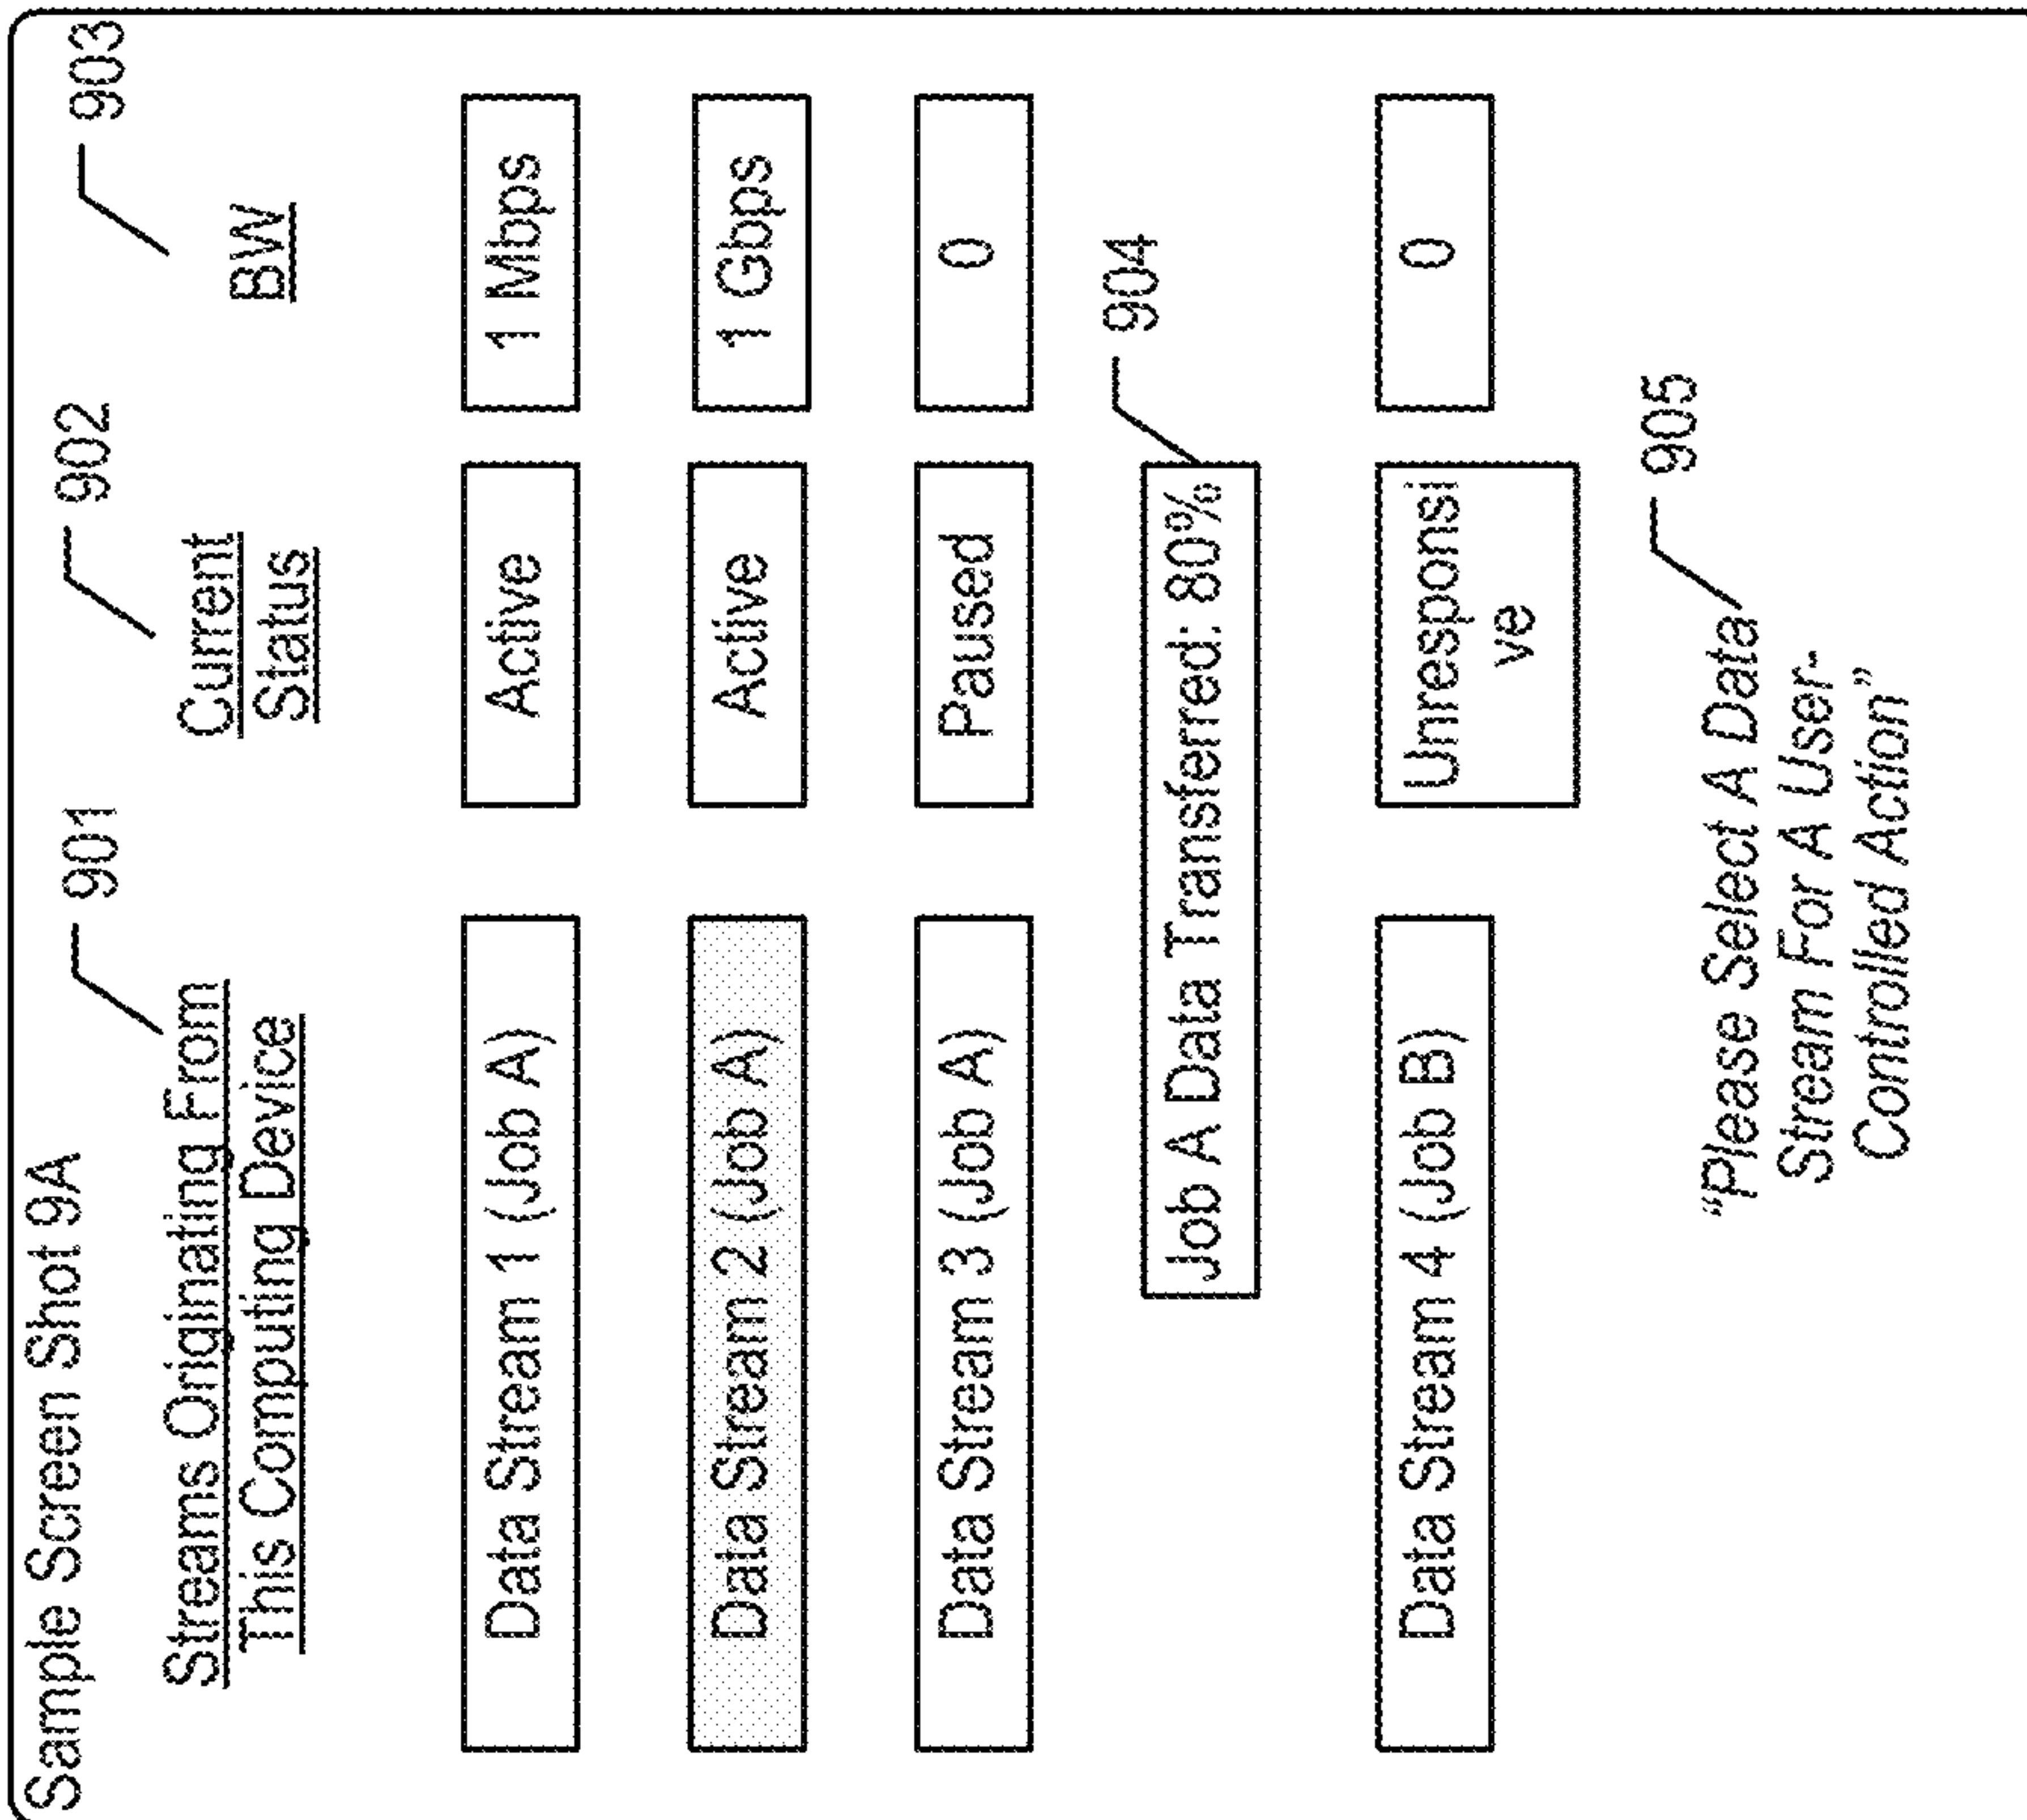 Sample Screen Shot 9A
901
902
903
Streams Originating From
This Computing Device
Current
Status
BW
Data Stream 1 (Job A)
Active
1 Mbps
Data Stream 2 (Job A)
Active
1 Gbps
Data Stream 3 (Job A)
Paused
0
904
Job A Data Transferred: 80%
Data Stream 4 (Job B)
Unresponsi
ve
0
905
"Please Select A Data
Stream For A User-
Controlled Action"